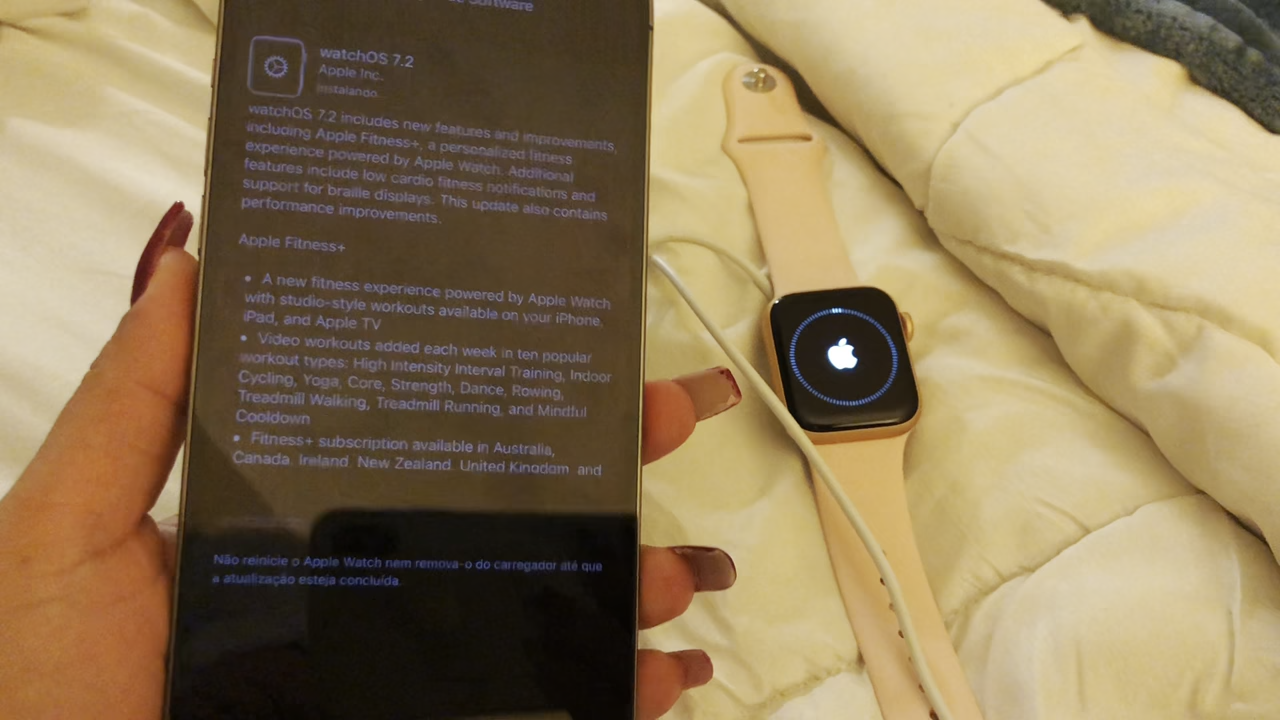 Software
watchOS 7.2
Apple Inc.
Instalando...
watchOS 7.2 includes new features and improvements,
including Apple Fitness+, a personalized fitness
experience powered by Apple Watch. Additional
features include low cardio fitness notifications and
support for braille displays. This update also contains
performance improvements.
Apple Fitness+
• A new fitness experience powered by Apple Watch
with studio-style workouts available on your iPhone,
iPad, and Apple TV
• Video workouts added each week in ten popular
workout types: High Intensity Interval Training, Indoor
Cycling, Yoga, Core, Strength, Dance, Rowing,
Treadmill Walking, Treadmill Running, and Mindful
Cooldown
• Fitness+ subscription available in Australia,
Canada, Ireland, New Zealand, United Kingdom, and
Não reinicie o Apple Watch nem remova-o do carregador até que
a atualização esteja concluída.